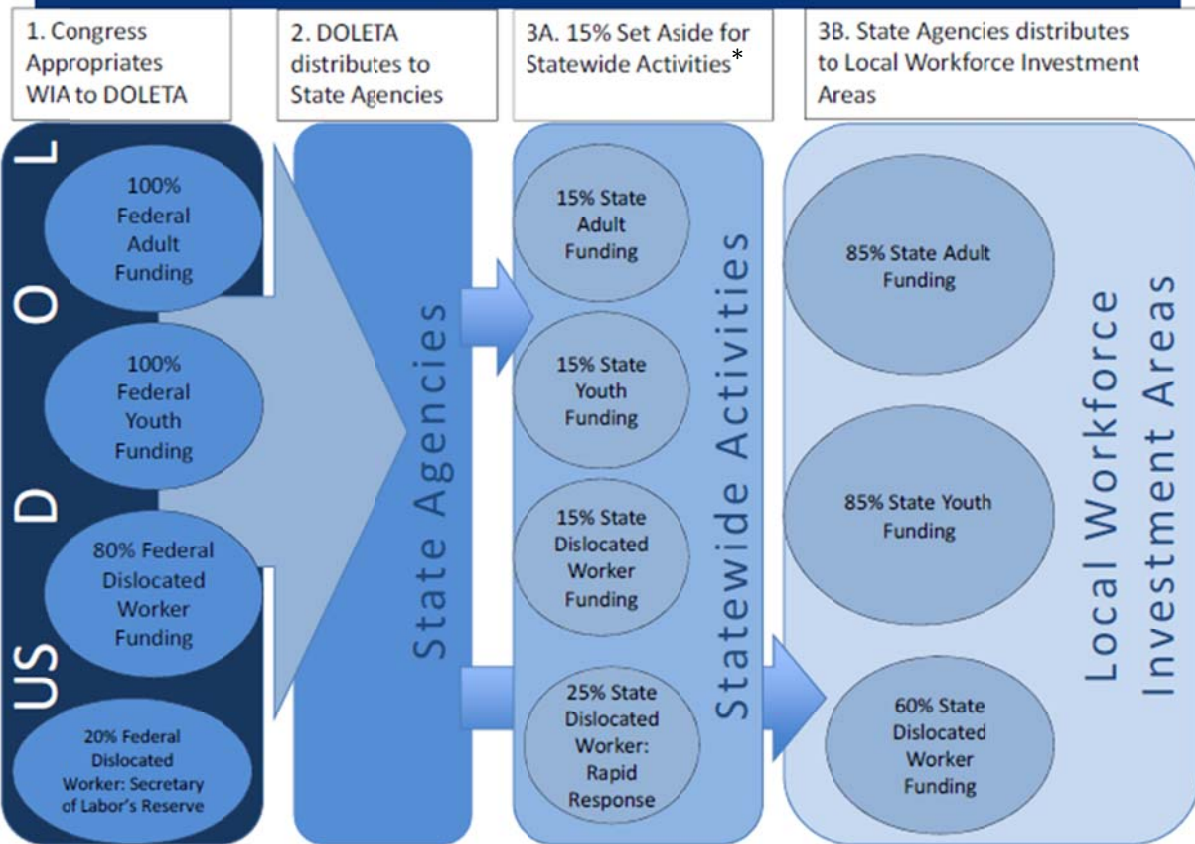 1. Congress
Appropriates
WIA to DOLETA
2. DOLETA
distributes to
State Agencies
3A. 15% Set Aside for
Statewide Activities*
3B. State Agencies distributes
to Local Workforce Investment
Areas
US DOL
100%
Federal
Adult
Funding
100%
Federal
Youth
Funding
80% Federal
Dislocated
Worker
Funding
20% Federal
Dislocated
Worker: Secretary
of Labor's Reserve
State Agencies
15% State
Adult
Funding
15% State
Youth
Funding
15% State
Dislocated
Worker
Funding
25% State
Dislocated
Worker:
Rapid
Response
Statewide Activities
85% State Adult
Funding
85% State Youth
Funding
60% State
Dislocated
Worker
Funding
Local Workforce
Investment Areas